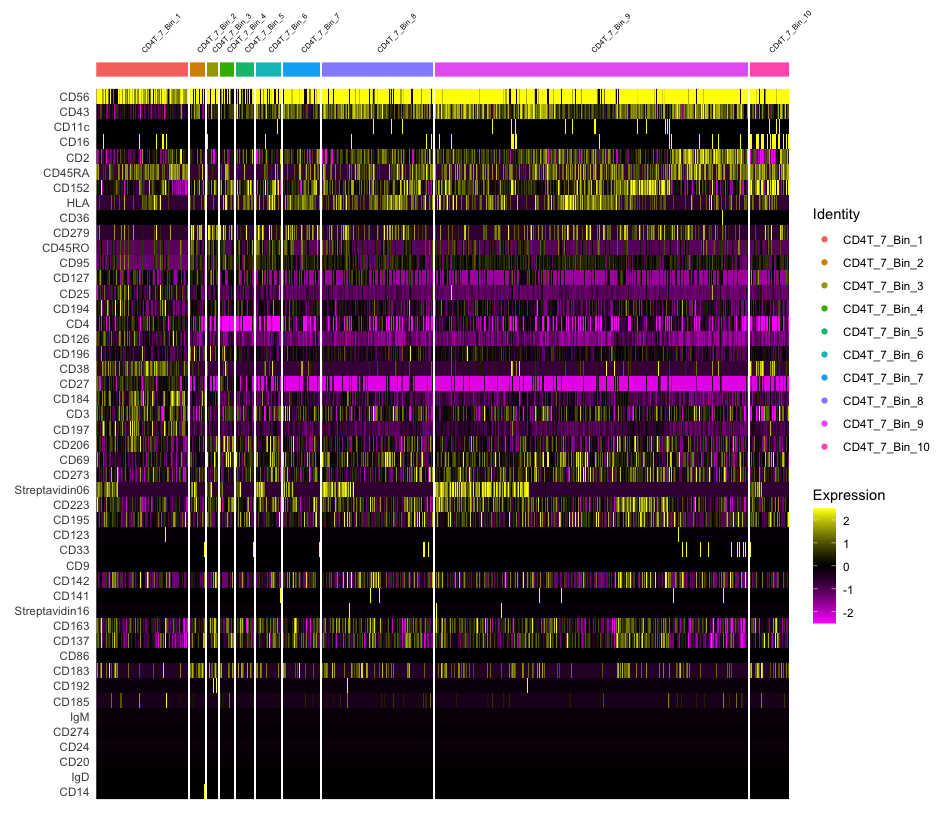 CD4T_7_Bin_1
CD4T_7_Bin_2
CD4T_7_Bin_3
CD4T_7_Bin_4
CD4T_7_Bin_5
CD4T_7_Bin_6
CD4T_7_Bin_7
CD4T_7_Bin_8
CD4T_7_Bin_9
CD4T_7_Bin_10
CD56
CD43
CD11c
CD16
CD2
CD45RA
CD152
HLA
CD36
CD279
CD45RO
CD95
CD127
CD25
CD194
CD4
CD126
CD196
CD38
CD27
CD184
CD3
CD197
CD206
CD69
CD273
Streptavidin06
CD223
CD195
CD123
CD33
CD9
CD142
CD141
Streptavidin16
CD163
CD137
CD86
CD183
CD192
CD185
IgM
CD274
CD24
CD20
IgD
CD14
Identity
CD4T_7_Bin_1
CD4T_7_Bin_2
CD4T_7_Bin_3
CD4T_7_Bin_4
CD4T_7_Bin_5
CD4T_7_Bin_6
CD4T_7_Bin_7
CD4T_7_Bin_8
CD4T_7_Bin_9
CD4T_7_Bin_10
Expression
2
1
0
-1
-2